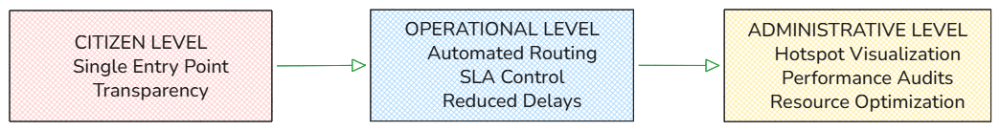 CITIZEN LEVEL
Single Entry Point
Transparency
OPERATIONAL LEVEL
Automated Routing
SLA Control
Reduced Delays
ADMINISTRATIVE LEVEL
Hotspot Visualization
Performance Audits
Resource Optimization